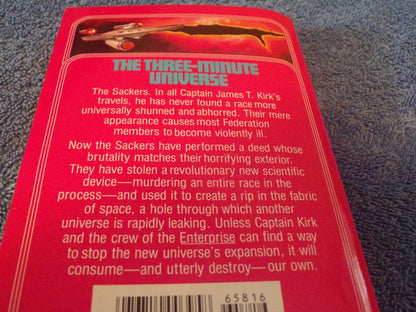 THE THREE-MINUTE
UNIVERSE
The Sackers. In all Captain James T. Kirk's
travels, he has never found a race more
universally shunned and abhorred. Their mere
appearance causes most Federation
members to become violently ill.
Now the Sackers have performed a deed whose
brutality matches their horrifying exterior.
They have stolen a revolutionary new scientific
device—murdering an entire race in the
process—and used it to create a rip in the fabric
of space, a hole through which another
universe is rapidly leaking. Unless Captain Kirk
and the crew of the Enterprise can find a way
to stop the new universe's expansion, it will
consume—and utterly destroy—our own.
65816